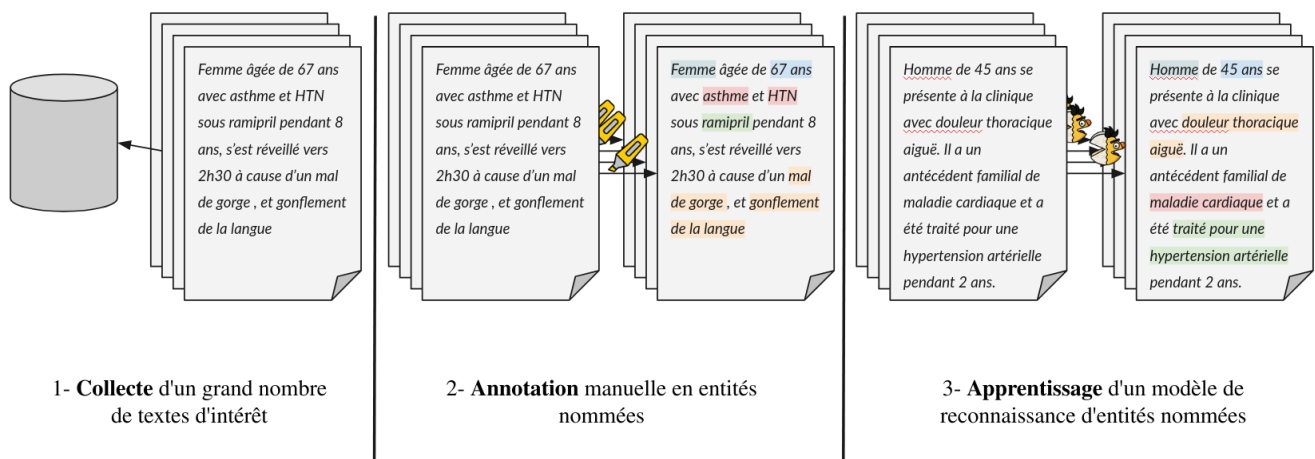 Femme âgée de 67 ans
avec asthme et HTN
sous ramipril pendant 8
ans, s'est réveillé vers
2h30 à cause d'un mal
de gorge , et gonflement
de la langue
1- Collecte d'un grand nombre
de textes d'intérêt
Femme âgée de 67 ans
avec asthme et HTN
sous ramipril pendant 8
ans, s'est réveillé vers
2h30 à cause d'un mal
de gorge , et gonflement
de la langue
Femme âgée de 67 ans
avec asthme et HTN
sous ramipril pendant 8
ans, s'est réveillé vers
2h30 à cause d'un mal
de gorge , et gonflement
de la langue
2- Annotation manuelle en entités
nommées
Homme de 45 ans se
présente à la clinique
avec douleur thoracique
aiguë. Il a un
antécédent familial de
maladie cardiaque et a
été traité pour une
hypertension artérielle
pendant 2 ans.
Homme de 45 ans se
présente à la clinique
avec douleur thoracique
aiguë. Il a un
antécédent familial de
maladie cardiaque et a
été traité pour une
hypertension artérielle
pendant 2 ans.
3- Apprentissage d'un modèle de
reconnaissance d'entités nommées